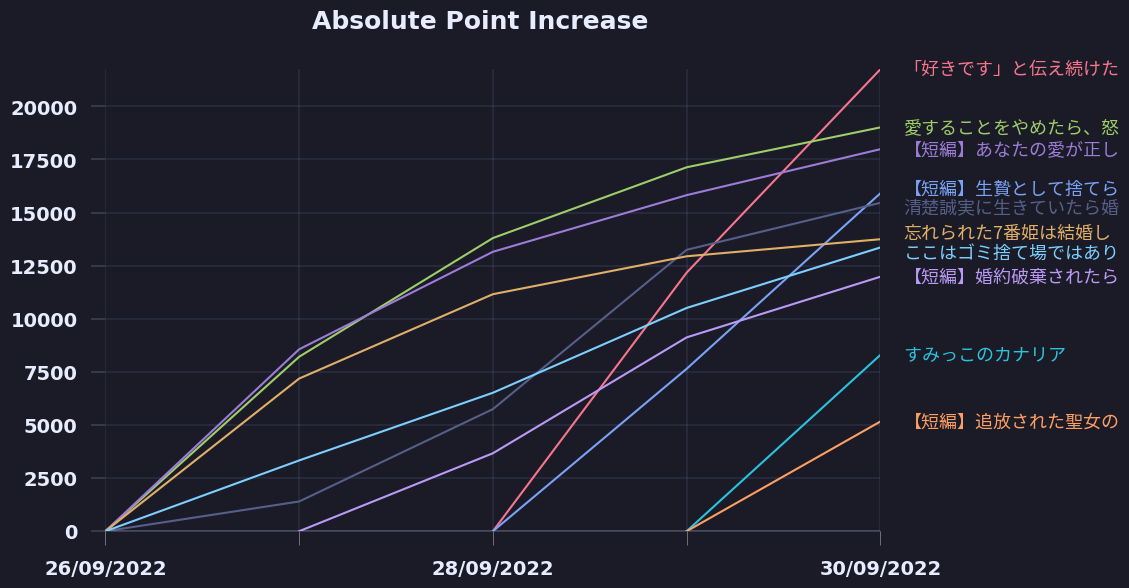 Absolute Point Increase
20000
17500
15000
12500
10000
7500
5000
2500
0
26/09/2022
28/09/2022
30/09/2022
「好きです」と伝え続けた
愛することをやめたら、怒
【短編】あなたの愛が正し
【短編】生贄として捨てら
清楚誠実に生きていたら婚
忘れられた7番姫は結婚し
ここはゴミ捨て場ではあり
【短編】婚約破棄されたら
すみっこのカナリア
【短編】追放された聖女の